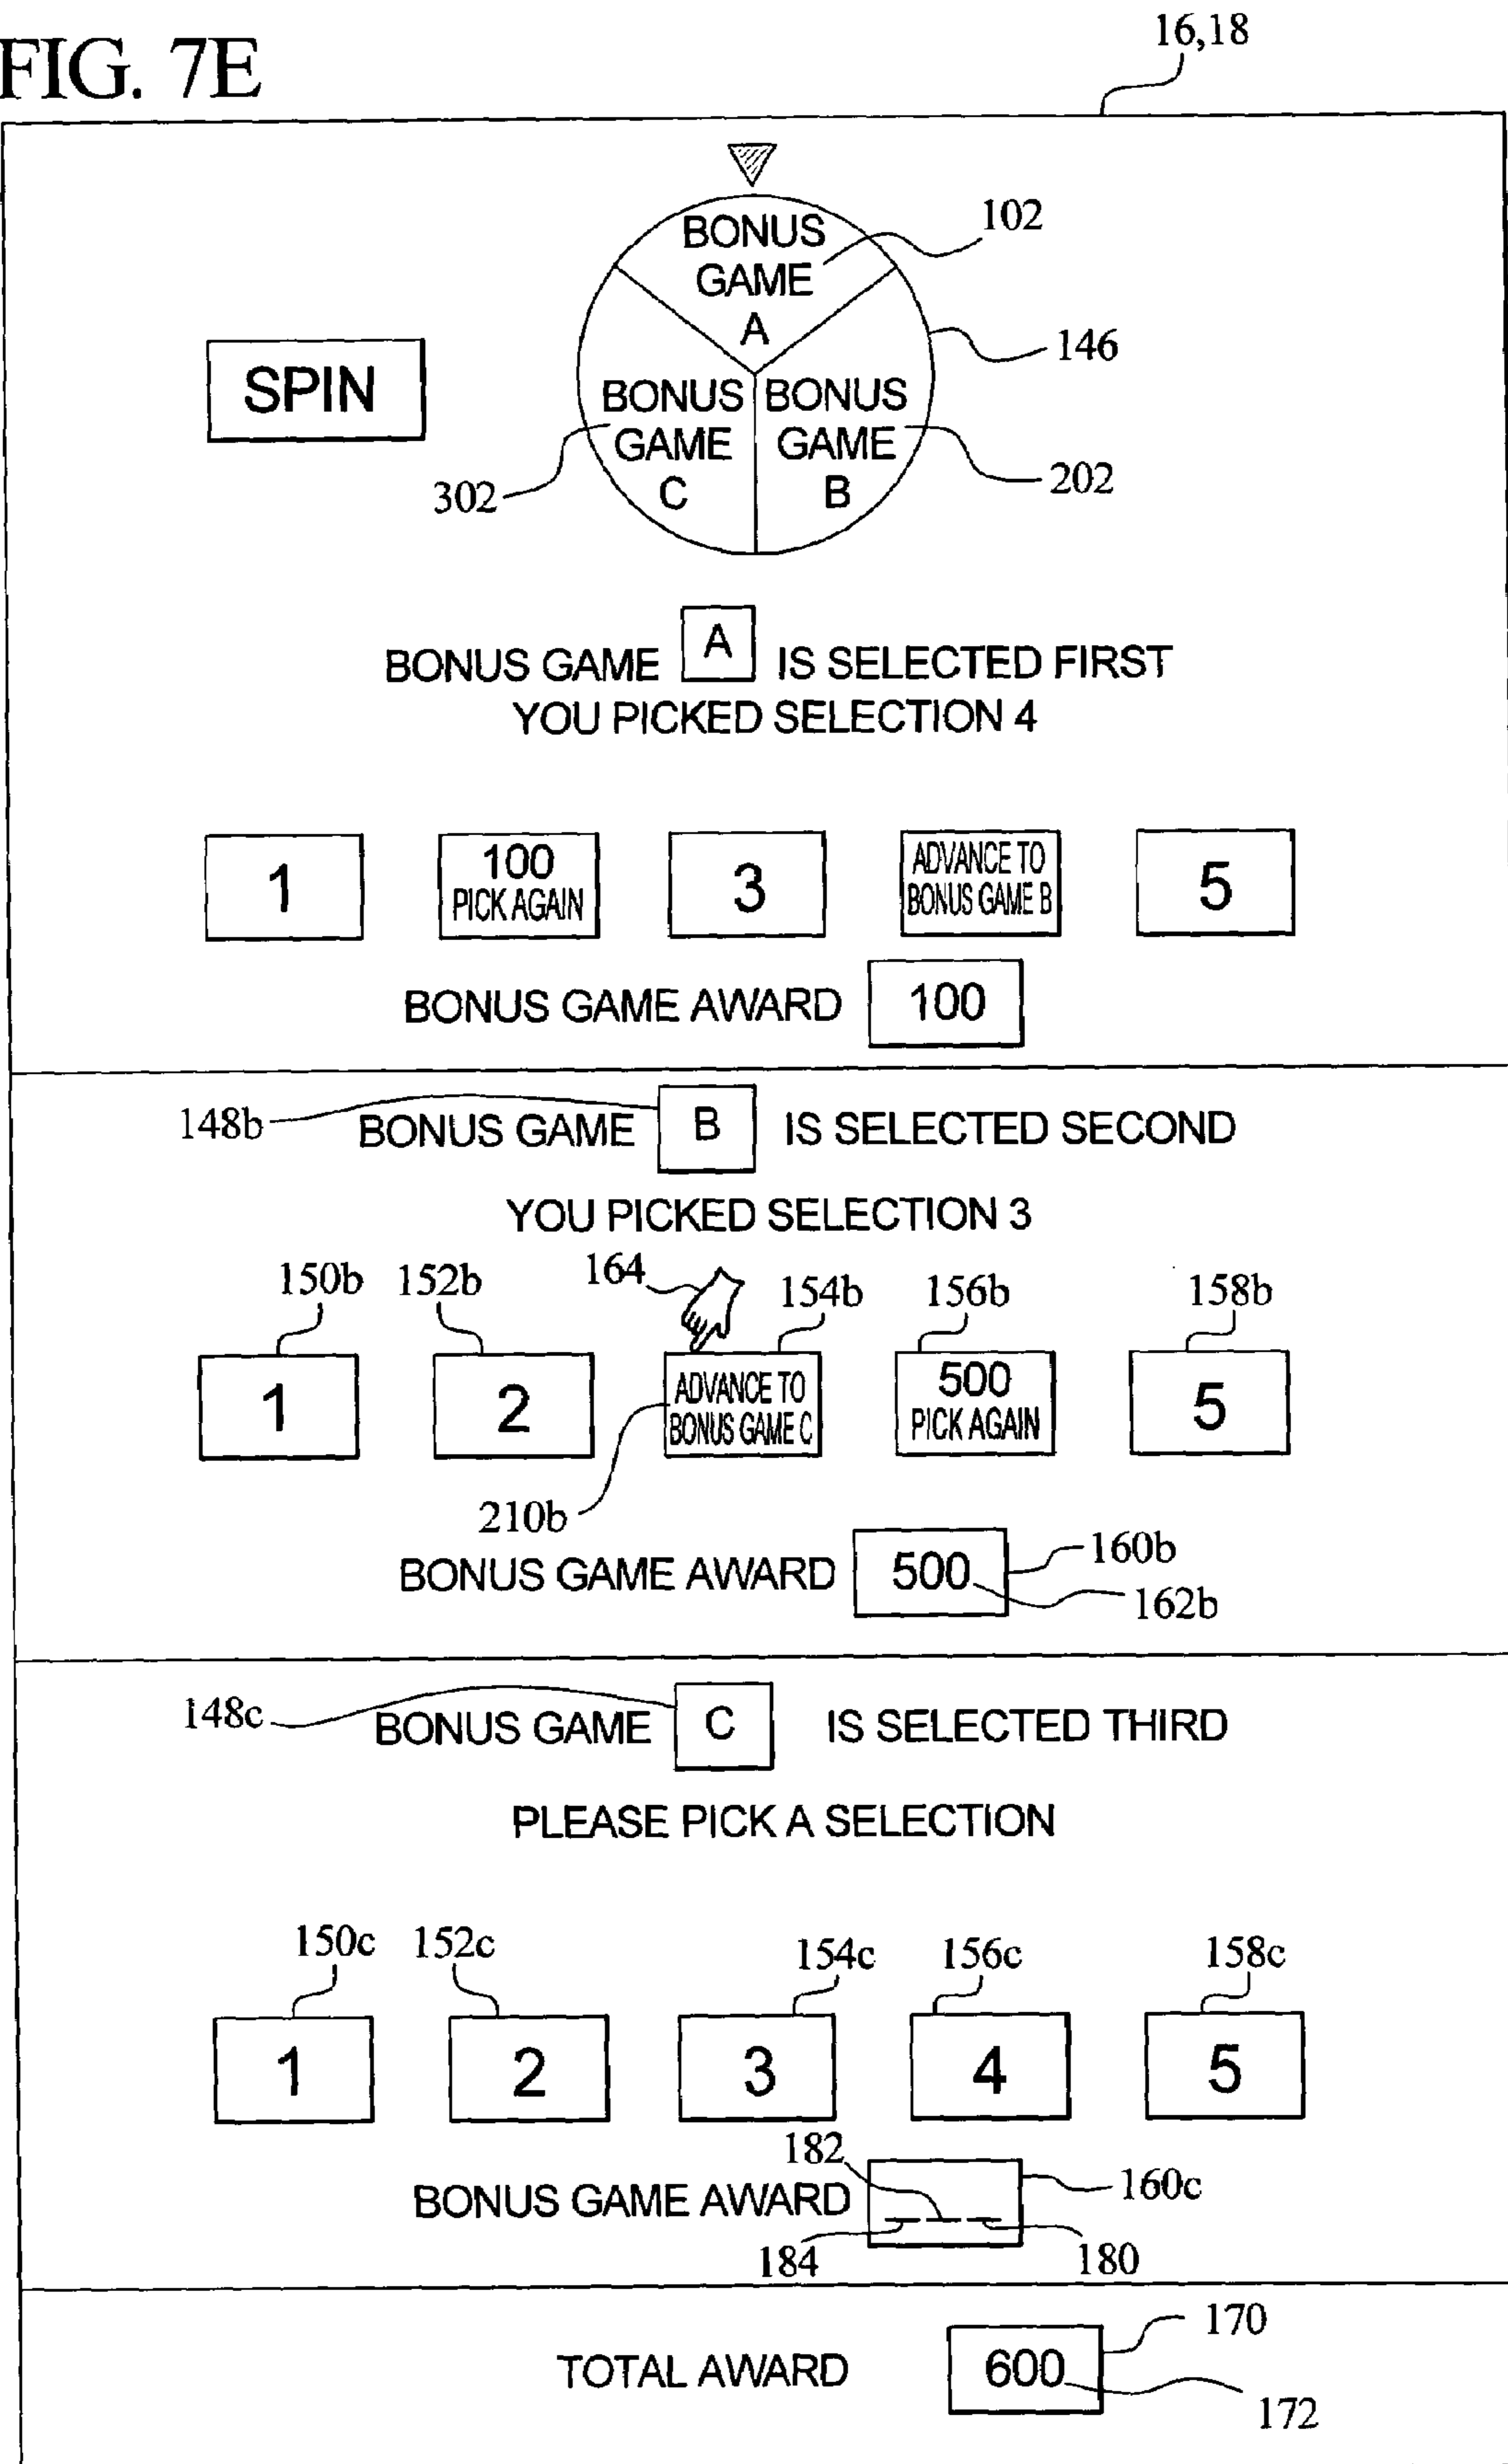 FIG. 7E
16,18
BONUS
GAME
A
102
146
SPIN
BONUS
GAME
C
BONUS
GAME
B
302
202
BONUS GAME A IS SELECTED FIRST
YOU PICKED SELECTION 4
1
100
PICK AGAIN
3
ADVANCE TO
BONUS GAME B
5
BONUS GAME AWARD 100
148b BONUS GAME B IS SELECTED SECOND
YOU PICKED SELECTION 3
150b 152b 164 154b 156b 158b
1
2
ADVANCE TO
BONUS GAME C
500
PICK AGAIN
5
210b
BONUS GAME AWARD 500
160b
162b
148c BONUS GAME C IS SELECTED THIRD
PLEASE PICK A SELECTION
150c 152c 154c 156c 158c
1 2 3 4 5
182
BONUS GAME AWARD
160c
184 180
TOTAL AWARD 600
170
172